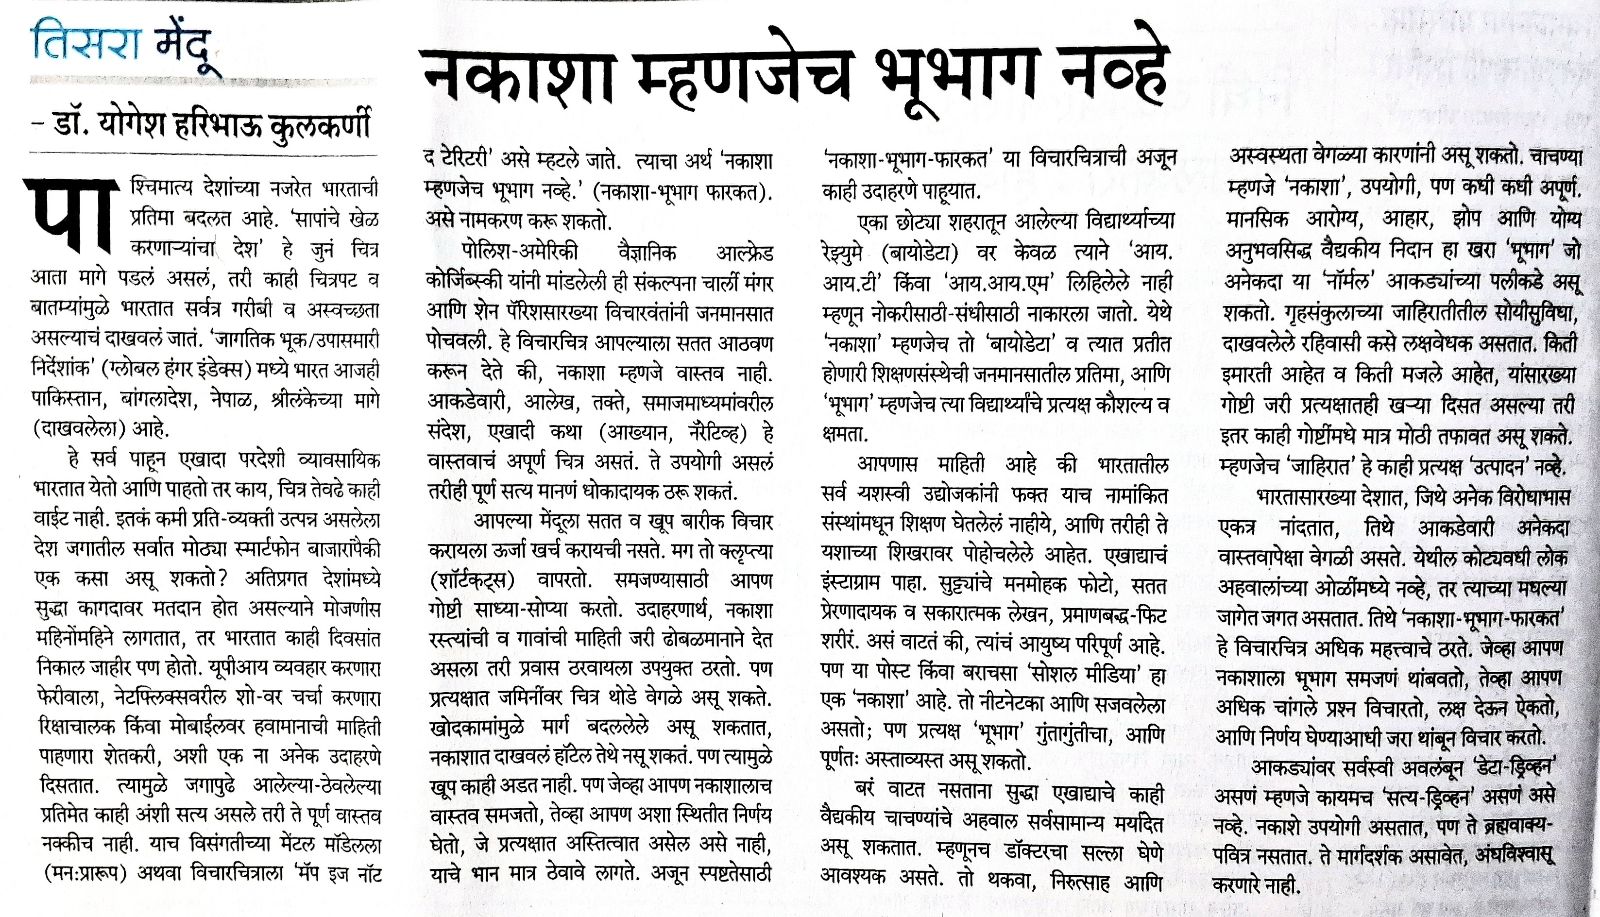 तिसरा मेंदू
नकाशा म्हणजेच भूभाग नव्हे
- डॉ. योगेश हरिभाऊ कुलकर्णी
पाश्चिमात्य देशांच्या नजरेत भारताची
प्रतिमा बदलत आहे. ‘सापांचे खेळ
करणाऱ्यांचा देश’ हे जुनं चित्र
आता मागे पडलं असलं, तरी काही चित्रपट व
बातम्यांमुळे भारतात सर्वत्र गरीबी व अस्वच्छता
असल्याचं दाखवलं जातं. ‘जागतिक भूक/उपासमारी
निर्देशांक’ (ग्लोबल हंगर इंडेक्स) मध्ये भारत आजही
पाकिस्तान, बांगलादेश, नेपाळ, श्रीलंकेच्या मागे
(दाखवलेला) आहे.
हे सर्व पाहून एखादा परदेशी व्यावसायिक
भारतात येतो आणि पाहतो तर काय, चित्र तेवढे काही
वाईट नाही. इतकं कमी प्रति-व्यक्ती उत्पन्न असलेला
देश जगातील सर्वात मोठ्या स्मार्टफोन बाजारांपैकी
एक कसा असू शकतो? अतिप्रगत देशांमध्ये
सुद्धा कागदावर मतदान होत असल्याने मोजणीस
महिनोंमहिने लागतात, तर भारतात काही दिवसांत
निकाल जाहीर पण होतो. यूपीआय व्यवहार करणारा
फेरीवाला, नेटफ्लिक्सवरील शो-वर चर्चा करणारा
रिक्षाचालक किंवा मोबाईलवर हवामानाची माहिती
पाहणारा शेतकरी, अशी एक ना अनेक उदाहरणे
दिसतात. त्यामुळे जगापुढे आलेल्या-ठेवलेल्या
प्रतिमेत काही अंशी सत्य असले तरी ते पूर्ण वास्तव
नक्कीच नाही. याच विसंगतीच्या मेंटल मॉडेलला
(मन:प्रारूप) अथवा विचारचित्राला ‘मॅप इज नॉट
द टेरिटरी’ असे म्हटले जाते. त्याचा अर्थ ‘नकाशा
म्हणजेच भूभाग नव्हे.’ (नकाशा-भूभाग फारकत).
असे नामकरण करू शकतो.
पोलिश-अमेरिकी वैज्ञानिक आल्फ्रेड
कोर्जिब्स्की यांनी मांडलेली ही संकल्पना चार्ली मंगर
आणि शेन पॅरिशसारख्या विचारवंतांनी जनमानसात
पोचवली. हे विचारचित्र आपल्याला सतत आठवण
करून देते की, नकाशा म्हणजे वास्तव नाही.
आकडेवारी, आलेख, तक्ते, समाजमाध्यमांवरील
संदेश, एखादी कथा (आख्यान, नॅरेटिव्ह) हे
वास्तवाचं अपूर्ण चित्र असतं. ते उपयोगी असलं
तरीही पूर्ण सत्य मानणं धोकादायक ठरू शकतं.
आपल्या मेंदूला सतत व खूप बारीक विचार
करायला ऊर्जा खर्च करायची नसते. मग तो क्लृप्त्या
(शॉर्टकट्स) वापरतो. समजण्यासाठी आपण
गोष्टी साध्या-सोप्या करतो. उदाहरणार्थ, नकाशा
रस्त्यांची व गावांची माहिती जरी ढोबळमानाने देत
असला तरी प्रवास ठरवायला उपयुक्त ठरतो. पण
प्रत्यक्षात जमिनींवर चित्र थोडे वेगळे असू शकते.
खोदकामांमुळे मार्ग बदललेले असू शकतात,
नकाशात दाखवलं हॉटेल तेथे नसू शकतं. पण त्यामुळे
खूप काही अडत नाही. पण जेव्हा आपण नकाशालाच
वास्तव समजतो, तेव्हा आपण अशा स्थितीत निर्णय
घेतो, जे प्रत्यक्षात अस्तित्वात असेल असे नाही,
याचे भान मात्र ठेवावे लागते. अजून स्पष्टतेसाठी
‘नकाशा-भूभाग-फारकत’ या विचारचित्राची अजून
काही उदाहरणे पाहूयात.
एका छोट्या शहरातून आलेल्या विद्यार्थ्याच्या
रेझ्युमे (बायोडेटा) वर केवळ त्याने ‘आय.
आय.टी’ किंवा ‘आय.आय.एम’ लिहिलेले नाही
म्हणून नोकरीसाठी-संधीसाठी नाकारला जातो. येथे
‘नकाशा’ म्हणजेच तो ‘बायोडेटा’ व त्यात प्रतीत
होणारी शिक्षणसंस्थेची जनमानसातील प्रतिमा, आणि
‘भूभाग’ म्हणजेच त्या विद्यार्थ्यांचे प्रत्यक्ष कौशल्य व
क्षमता.
आपणास माहिती आहे की भारतातील
सर्व यशस्वी उद्योजकांनी फक्त याच नामांकित
संस्थांमधून शिक्षण घेतलेलं नाहीये, आणि तरीही ते
यशाच्या शिखरावर पोहोचलेले आहेत. एखाद्याचं
इंस्टाग्राम पाहा. सुट्ट्यांचे मनमोहक फोटो, सतत
प्रेरणादायक व सकारात्मक लेखन, प्रमाणबद्ध-फिट
शरीरं. असं वाटतं की, त्यांचं आयुष्य परिपूर्ण आहे.
पण या पोस्ट किंवा बराचसा ‘सोशल मीडिया’ हा
एक ‘नकाशा’ आहे. तो नीटनेटका आणि सजवलेला
असतो; पण प्रत्यक्ष ‘भूभाग’ गुंतागुंतीचा, आणि
पूर्णतः अस्ताव्यस्त असू शकतो.
बरं वाटत नसताना सुद्धा एखाद्याचे काही
वैद्यकीय चाचण्यांचे अहवाल सर्वसामान्य मर्यादेत
असू शकतात. म्हणूनच डॉक्टरचा सल्ला घेणे
आवश्यक असते. तो थकवा, निरुत्साह आणि
अस्वस्थता वेगळ्या कारणांनी असू शकतो. चाचण्या
म्हणजे ‘नकाशा’, उपयोगी, पण कधी कधी अपूर्ण.
मानसिक आरोग्य, आहार, झोप आणि योग्य
अनुभवसिद्ध वैद्यकीय निदान हा खरा ‘भूभाग’ जो
अनेकदा या ‘नॉर्मल’ आकड्यांच्या पलीकडे असू
शकतो. गृहसंकुलाच्या जाहिरातीतील सोयीसुविधा,
दाखवलेले रहिवासी कसे लक्षवेधक असतात. किती
इमारती आहेत व किती मजले आहेत, यांसारख्या
गोष्टी जरी प्रत्यक्षातही खऱ्या दिसत असल्या तरी
इतर काही गोष्टींमधे मात्र मोठी तफावत असू शकते.
म्हणजेच ‘जाहिरात’ हे काही प्रत्यक्ष ‘उत्पादन’ नव्हे.
भारतासारख्या देशात, जिथे अनेक विरोधाभास
एकत्र नांदतात, तिथे आकडेवारी अनेकदा
वास्तवापेक्षा वेगळी असते. येथील कोट्यवधी लोक
अहवालांच्या ओळींमध्ये नव्हे, तर त्याच्या मधल्या
जागेत जगत असतात. तिथे ‘नकाशा-भूभाग-फारकत’
हे विचारचित्र अधिक महत्त्वाचे ठरते. जेव्हा आपण
नकाशाला भूभाग समजणं थांबवतो, तेव्हा आपण
अधिक चांगले प्रश्न विचारतो, लक्ष देऊन ऐकतो,
आणि निर्णय घेण्याआधी जरा थांबून विचार करतो.
आकड्यांवर सर्वस्वी अवलंबून ‘डेटा-ड्रिव्हन’
असणं म्हणजे कायमच ‘सत्य-ड्रिव्हन’ असणं असे
नव्हे. नकाशे उपयोगी असतात, पण ते ब्रह्मवाक्य-
पवित्र नसतात. ते मार्गदर्शक असावेत, अंधविश्वासू
करणारे नाही.